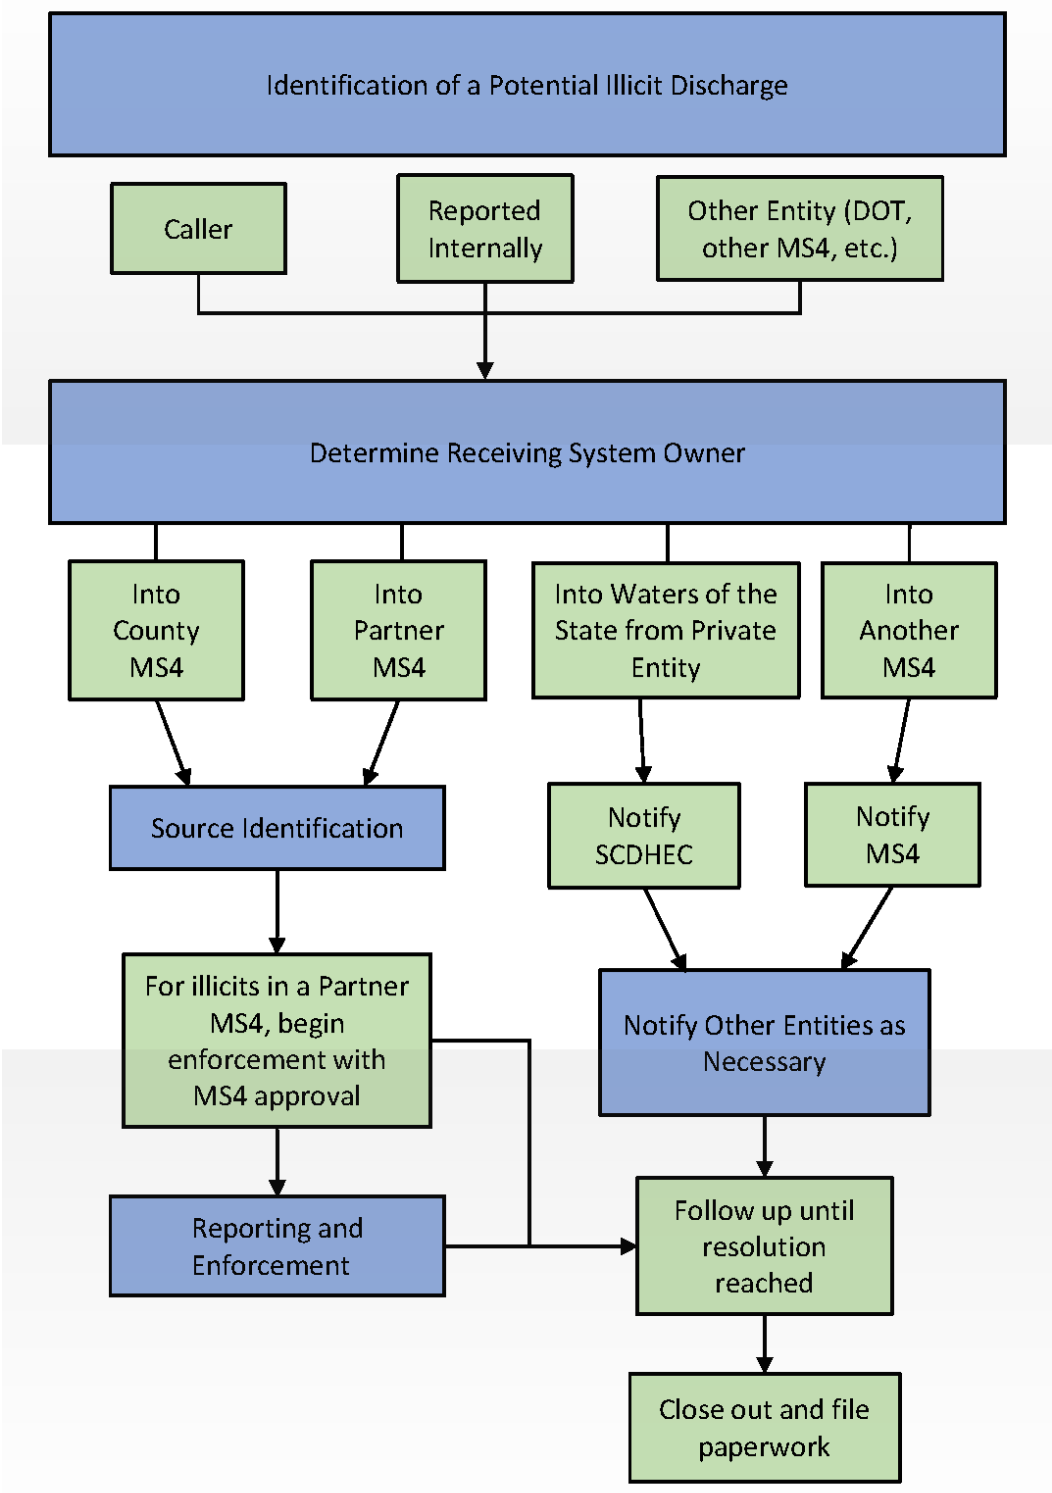 Identification of a Potential Illicit Discharge
Caller
Reported
Internally
Other Entity (DOT,
other MS4, etc.)
Determine Receiving System Owner
Into
County
MS4
Into
Partner
MS4
Into Waters of the
State from Private
Entity
Into
Another
MS4
Source Identification
Notify
SCDHEC
Notify
MS4
For illicits in a Partner
MS4, begin
enforcement with
MS4 approval
Notify Other Entities as
Necessary
Reporting and
Enforcement
Follow up until
resolution
reached
Close out and file
paperwork